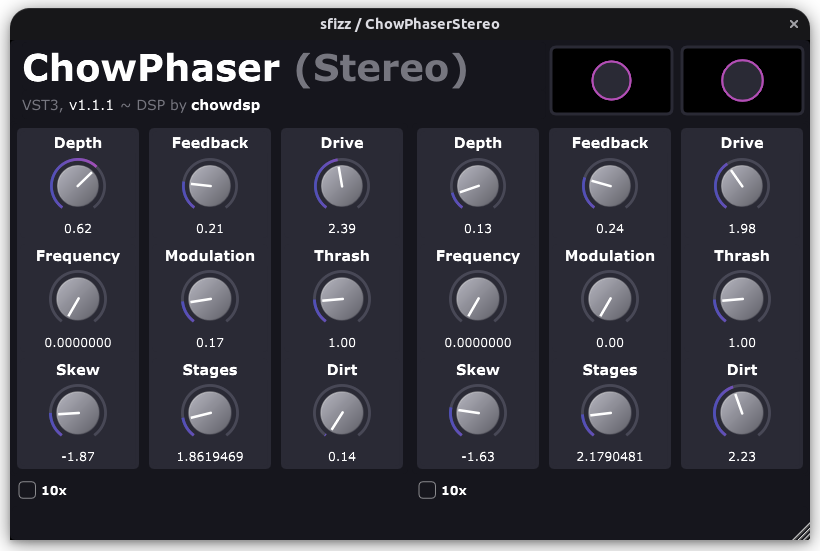 sfizz / ChowPhaserStereo
ChowPhaser (Stereo)
VST3, v1.1.1 ~ DSP by chowdsp
Depth Feedback Drive Depth Feedback Drive
0.62 0.21 2.39 0.13 0.24 1.98
Frequency Modulation Thrash Frequency Modulation Thrash
0.0000000 0.17 1.00 0.0000000 0.00 1.00
Skew Stages Dirt Skew Stages Dirt
-1.87 1.8619469 0.14 -1.63 2.1790481 2.23
10x 10x